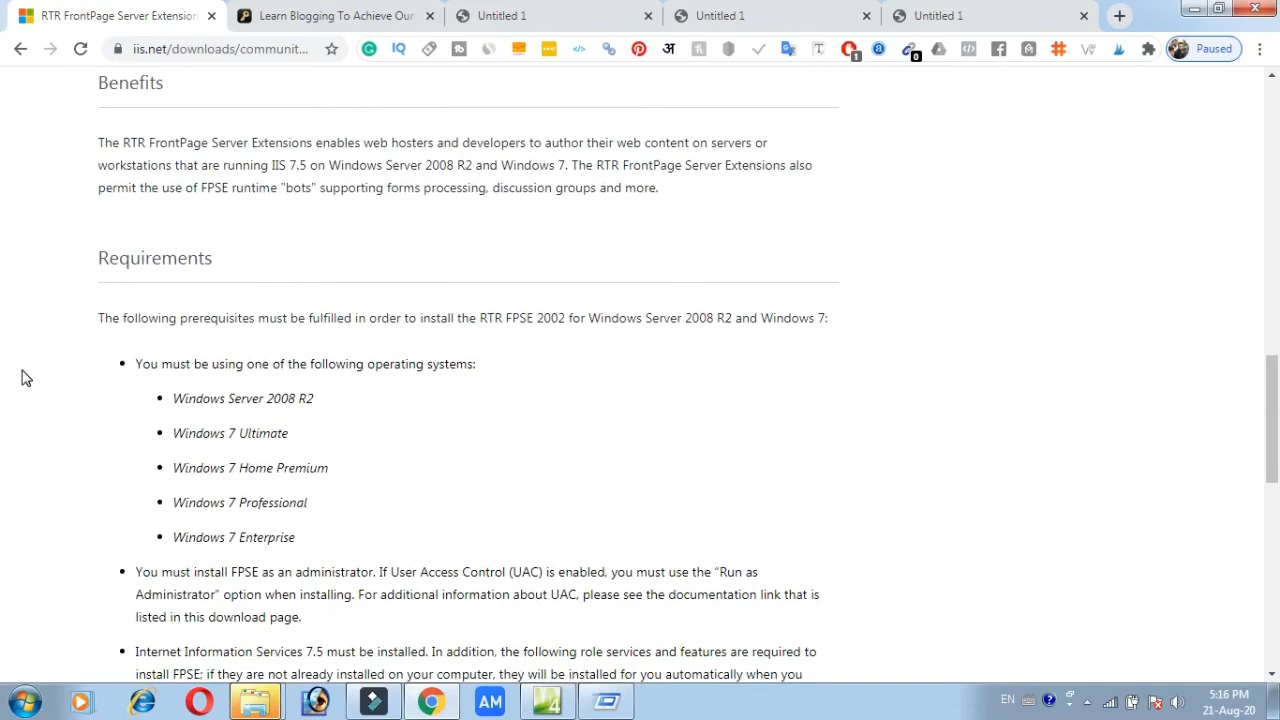 RTR FrontPage Server Extension
Learn Blogging To Achieve Our
Untitled 1
Untitled 1
Untitled 1
iis.net/downloads/communit...
1
0
Paused
Benefits
The RTR FrontPage Server Extensions enables web hosters and developers to author their web content on servers or
workstations that are running IIS 7.5 on Windows Server 2008 R2 and Windows 7. The RTR FrontPage Server Extensions also
permit the use of FPSE runtime "bots" supporting forms processing, discussion groups and more.
Requirements
The following prerequisites must be fulfilled in order to install the RTR FPSE 2002 for Windows Server 2008 R2 and Windows 7:
You must be using one of the following operating systems:
Windows Server 2008 R2
Windows 7 Ultimate
Windows 7 Home Premium
Windows 7 Professional
Windows 7 Enterprise
You must install FPSE as an administrator. If User Access Control (UAC) is enabled, you must use the “Run as
Administrator” option when installing. For additional information about UAC, please see the documentation link that is
listed in this download page.
Internet Information Services 7.5 must be installed. In addition, the following role services and features are required to
install FPSE; if they are not already installed on your computer, they will be installed for you automatically when you
AM
4
EN
5:16 PM
21-Aug-20